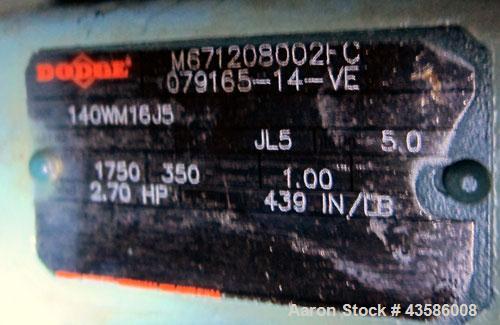 DODGE M671208002FC
079165-14-VE
140WM16J5
JL5 5.0
1750 350 1.00
2.70 HP 439 IN/LB
Aaron Stock # 43586008